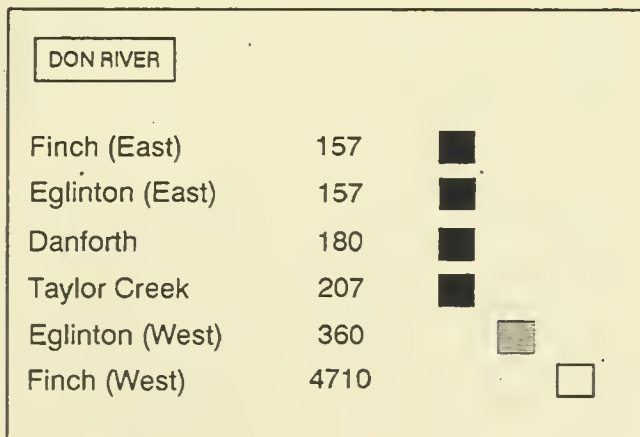 DON RIVER
Finch (East) 157
Eglinton (East) 157
Danforth 180
Taylor Creek 207
Eglinton (West) 360
Finch (West) 4710